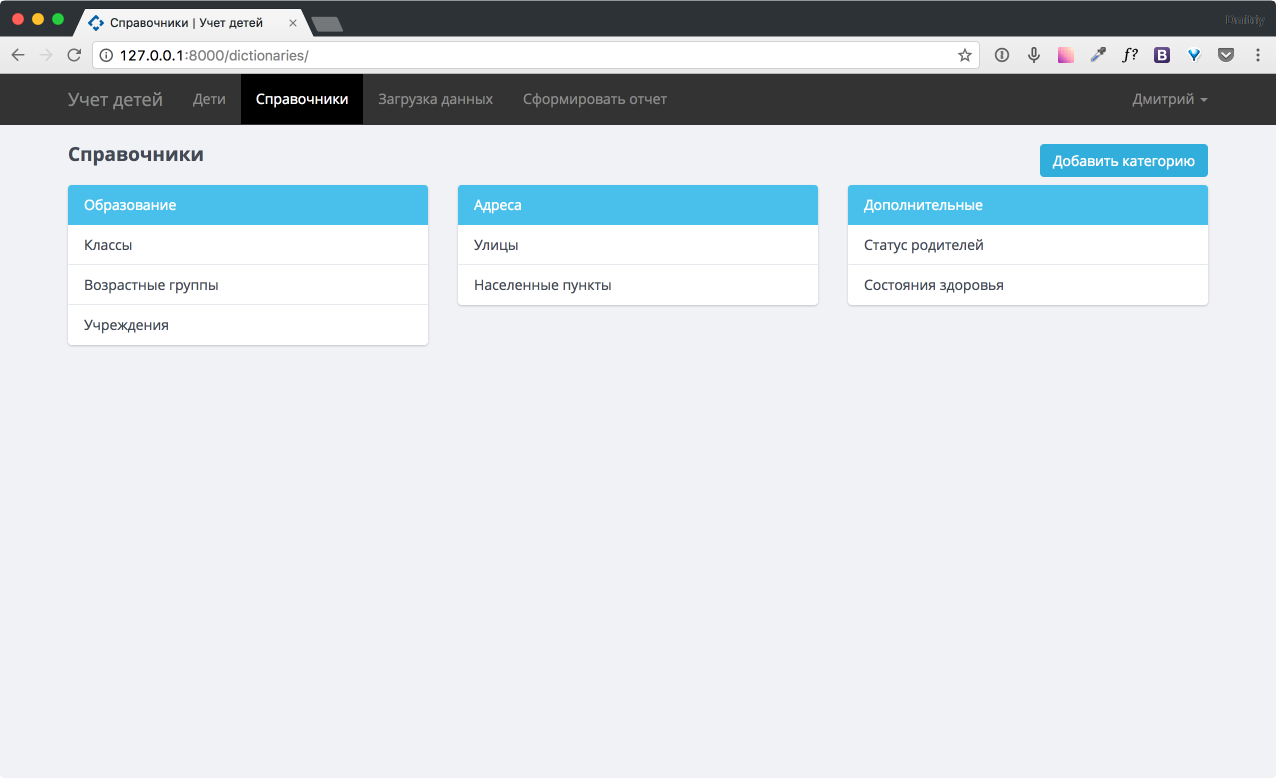 Справочники | Учет детей
Dmitriy
127.0.0.1:8000/dictionaries/
f?
B
Учет детей Дети Справочники Загрузка данных Сформировать отчет Дмитрий
Справочники
Добавить категорию
Образование
Классы
Возрастные группы
Учреждения
Адреса
Улицы
Населенные пункты
Дополнительные
Статус родителей
Состояния здоровья